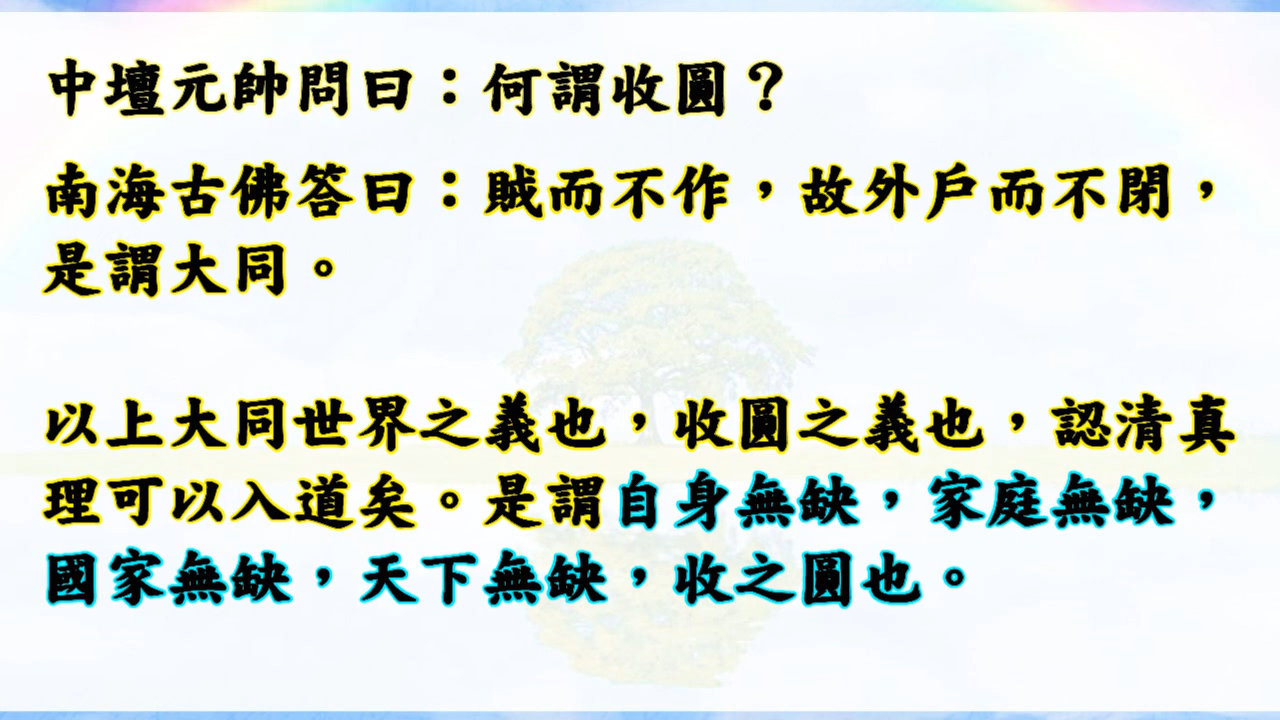 中壇元帥問曰：何謂收圓？
南海古佛答曰：賊而不作，故外戶而不閉，
是謂大同。
以上大同世界之義也，收圓之義也，認清真
理可以入道矣。是謂自身無缺，家庭無缺，
國家無缺，天下無缺，收之圓也。